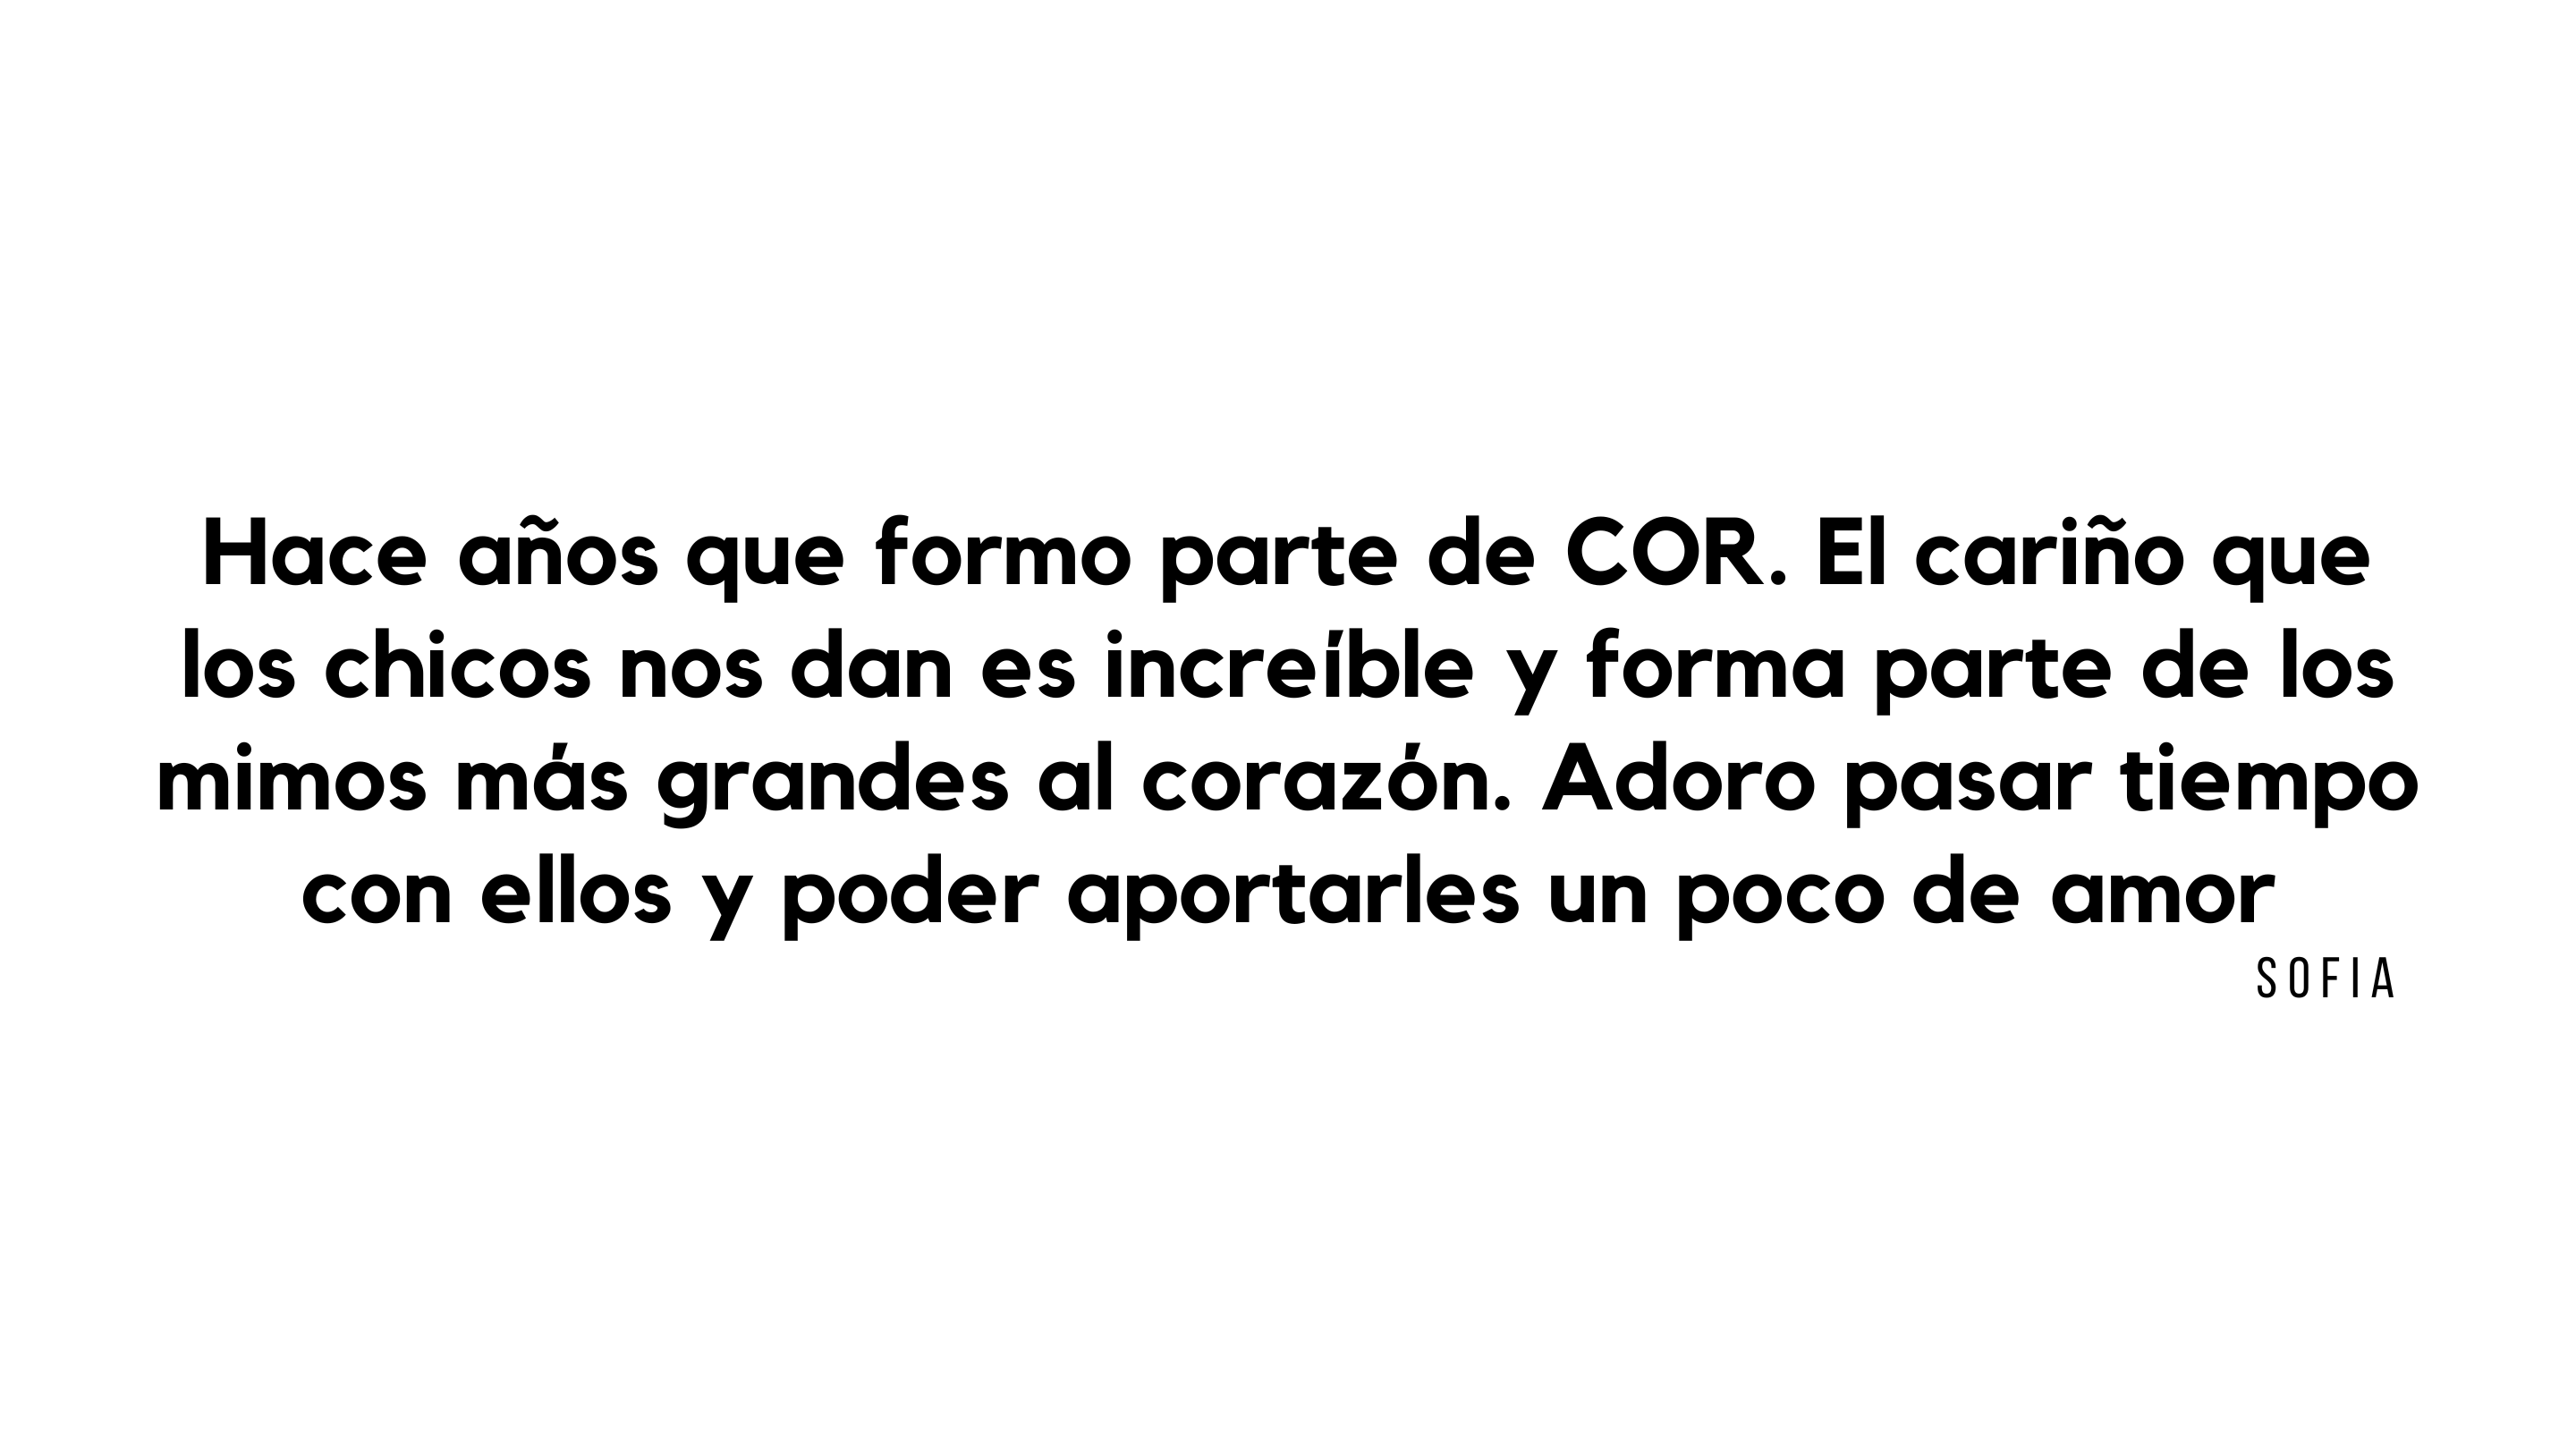 Hace años que formo parte de COR. El cariño que
los chicos nos dan es increíble y forma parte de los
mimos más grandes al corazón. Adoro pasar tiempo
con ellos y poder aportarles un poco de amor
SOFIA